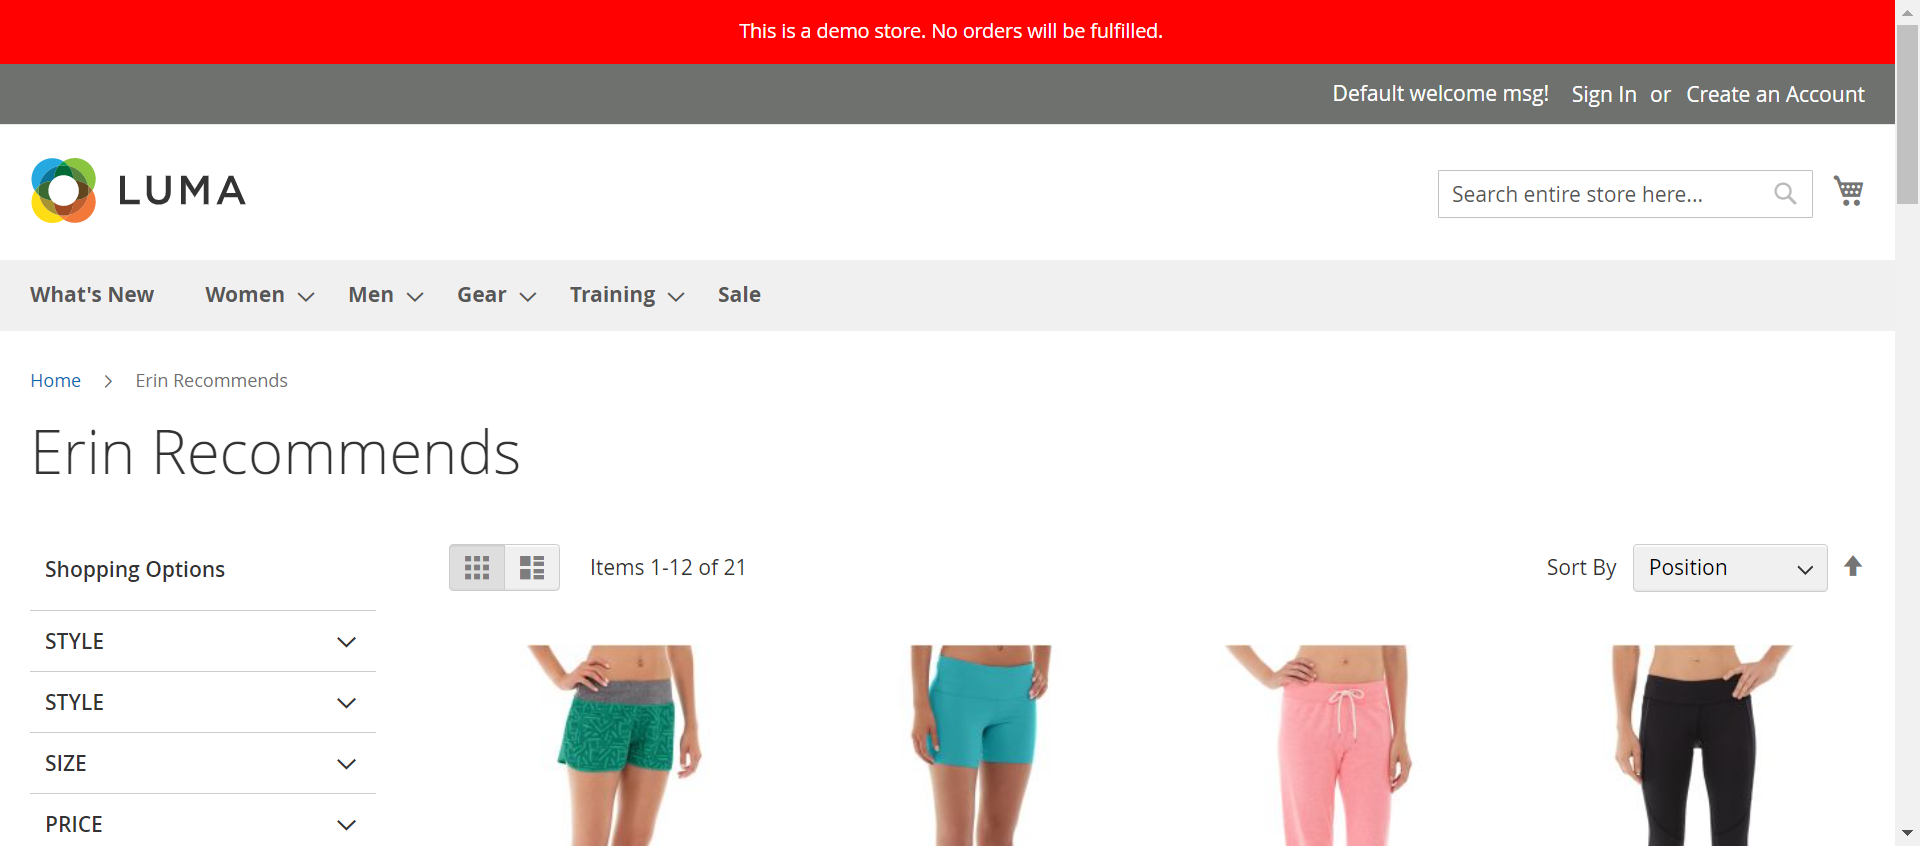 This is a demo store. No orders will be fulfilled.
Default welcome msg! Sign In or Create an Account
LUMA
Search entire store here...
What's New Women Men Gear Training Sale
Home Erin Recommends
Erin Recommends
Shopping Options
Items 1-12 of 21
Sort By Position
STYLE
STYLE
SIZE
PRICE